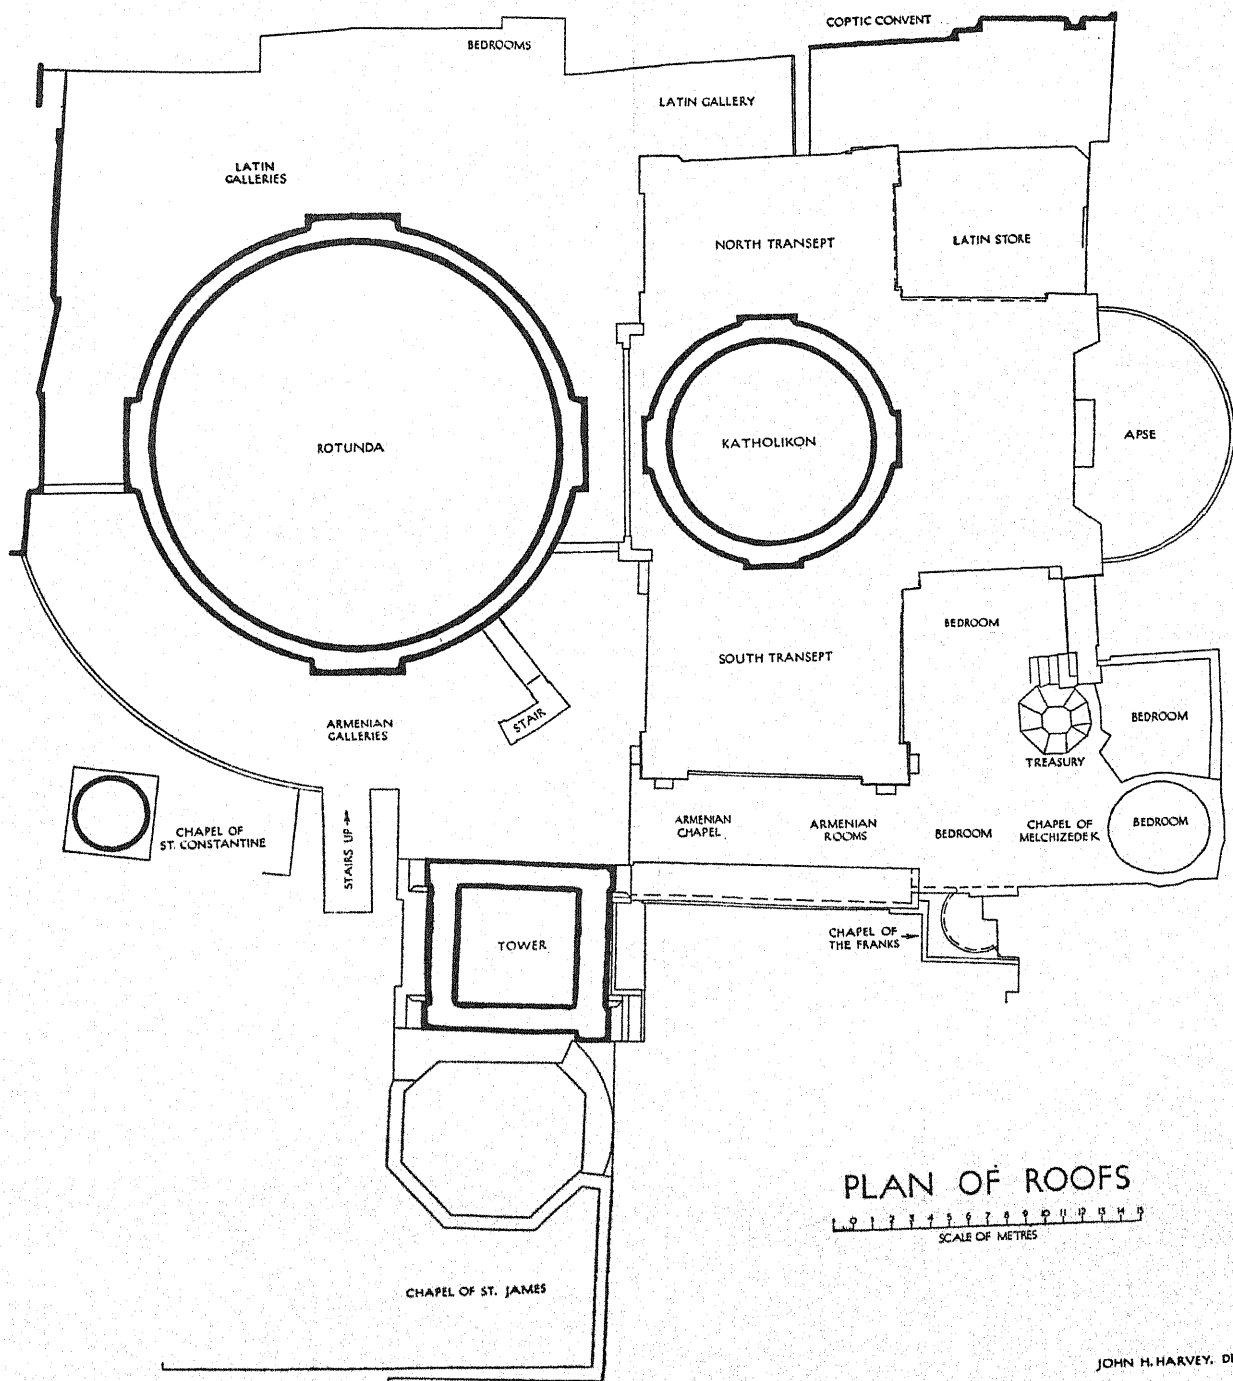 COPTIC CONVENT
BEDROOMS
LATIN GALLERY
LATIN
GALLERIES
NORTH TRANSEPT
LATIN STORE
ROTUNDA
KATHOLIKON
APSE
BEDROOM
SOUTH TRANSEPT
STAIR
ARMENIAN
GALLERIES
BEDROOM
TREASURY
CHAPEL OF
ST. CONSTANTINE
STAIRS UP
ARMENIAN
CHAPEL
ARMENIAN
ROOMS
BEDROOM
CHAPEL OF
MELCHIZEDEK
BEDROOM
TOWER
CHAPEL OF
THE FRANKS
PLAN OF ROOFS
1 0 1 2 3 4 5 6 7 8 9 10 11 12 13 14 15
SCALE OF METRES
CHAPEL OF ST. JAMES
JOHN H. HARVEY. D